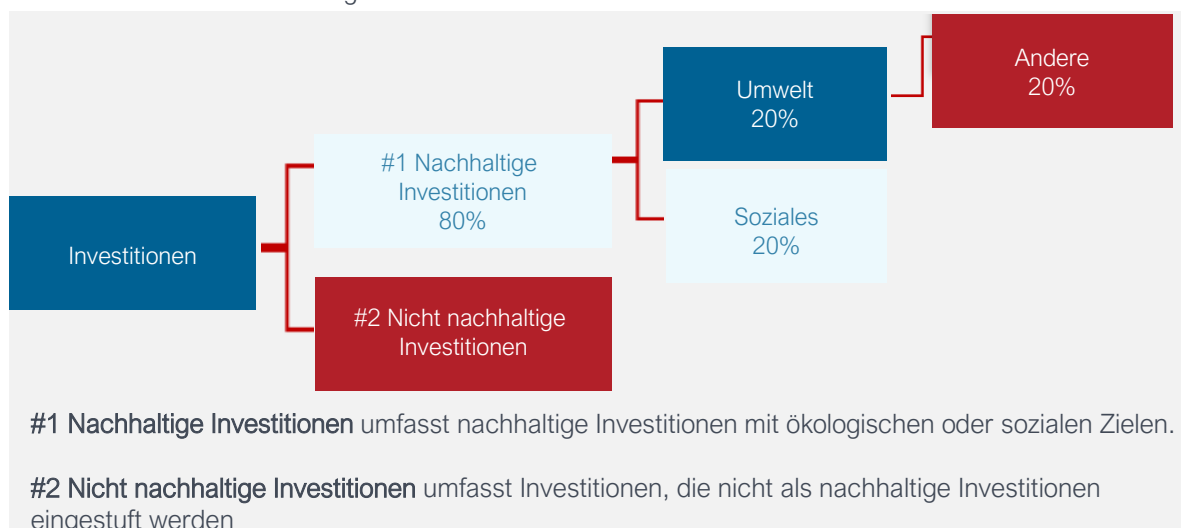 Andere
20%
Umwelt
20%
#1 Nachhaltige
Investitionen
80%
Soziales
20%
Investitionen
#2 Nicht nachhaltige
Investitionen
#1 Nachhaltige Investitionen umfasst nachhaltige Investitionen mit ökologischen oder sozialen Zielen.
#2 Nicht nachhaltige Investitionen umfasst Investitionen, die nicht als nachhaltige Investitionen
eingestuft werden